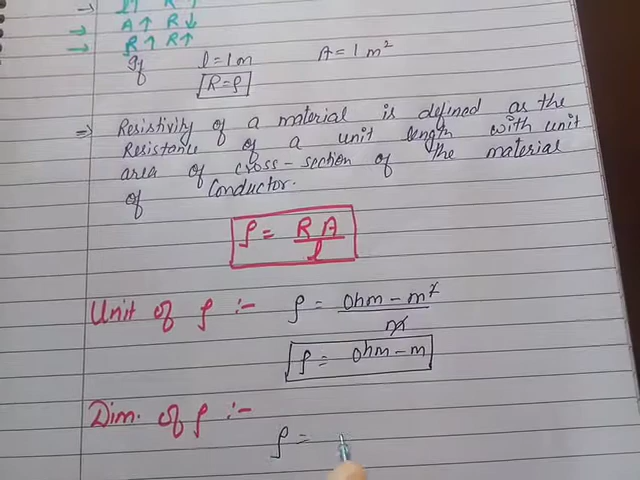 l↑ R ↑
→ A ↑ R ↓
→ ρ ↑ R ↑
If l = 1 m A = 1 m²
R = ρ
⇒ Resistivity of a material is defined as the
Resistance of a unit length with unit
area of cross-section of the material
of Conductor.
ρ = RA/l
Unit of ρ :- ρ = Ohm - m²/m
ρ = ohm - m
Dim. of ρ :-
ρ =